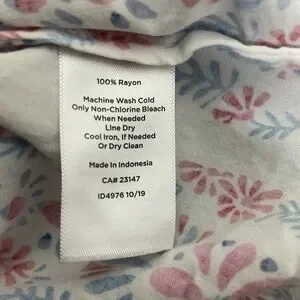 100% Rayon
Machine Wash Cold
Only Non-Chlorine Bleach
When Needed
Line Dry
Cool Iron, if Needed
Or Dry Clean
Made in Indonesia
CA# 23147
ID4976 10/19